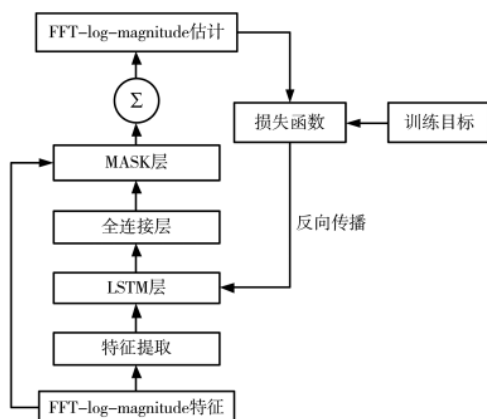 FFT-log-magnitude估计
Σ
损失函数
训练目标
MASK层
全连接层
反向传播
LSTM层
特征提取
FFT-log-magnitude特征